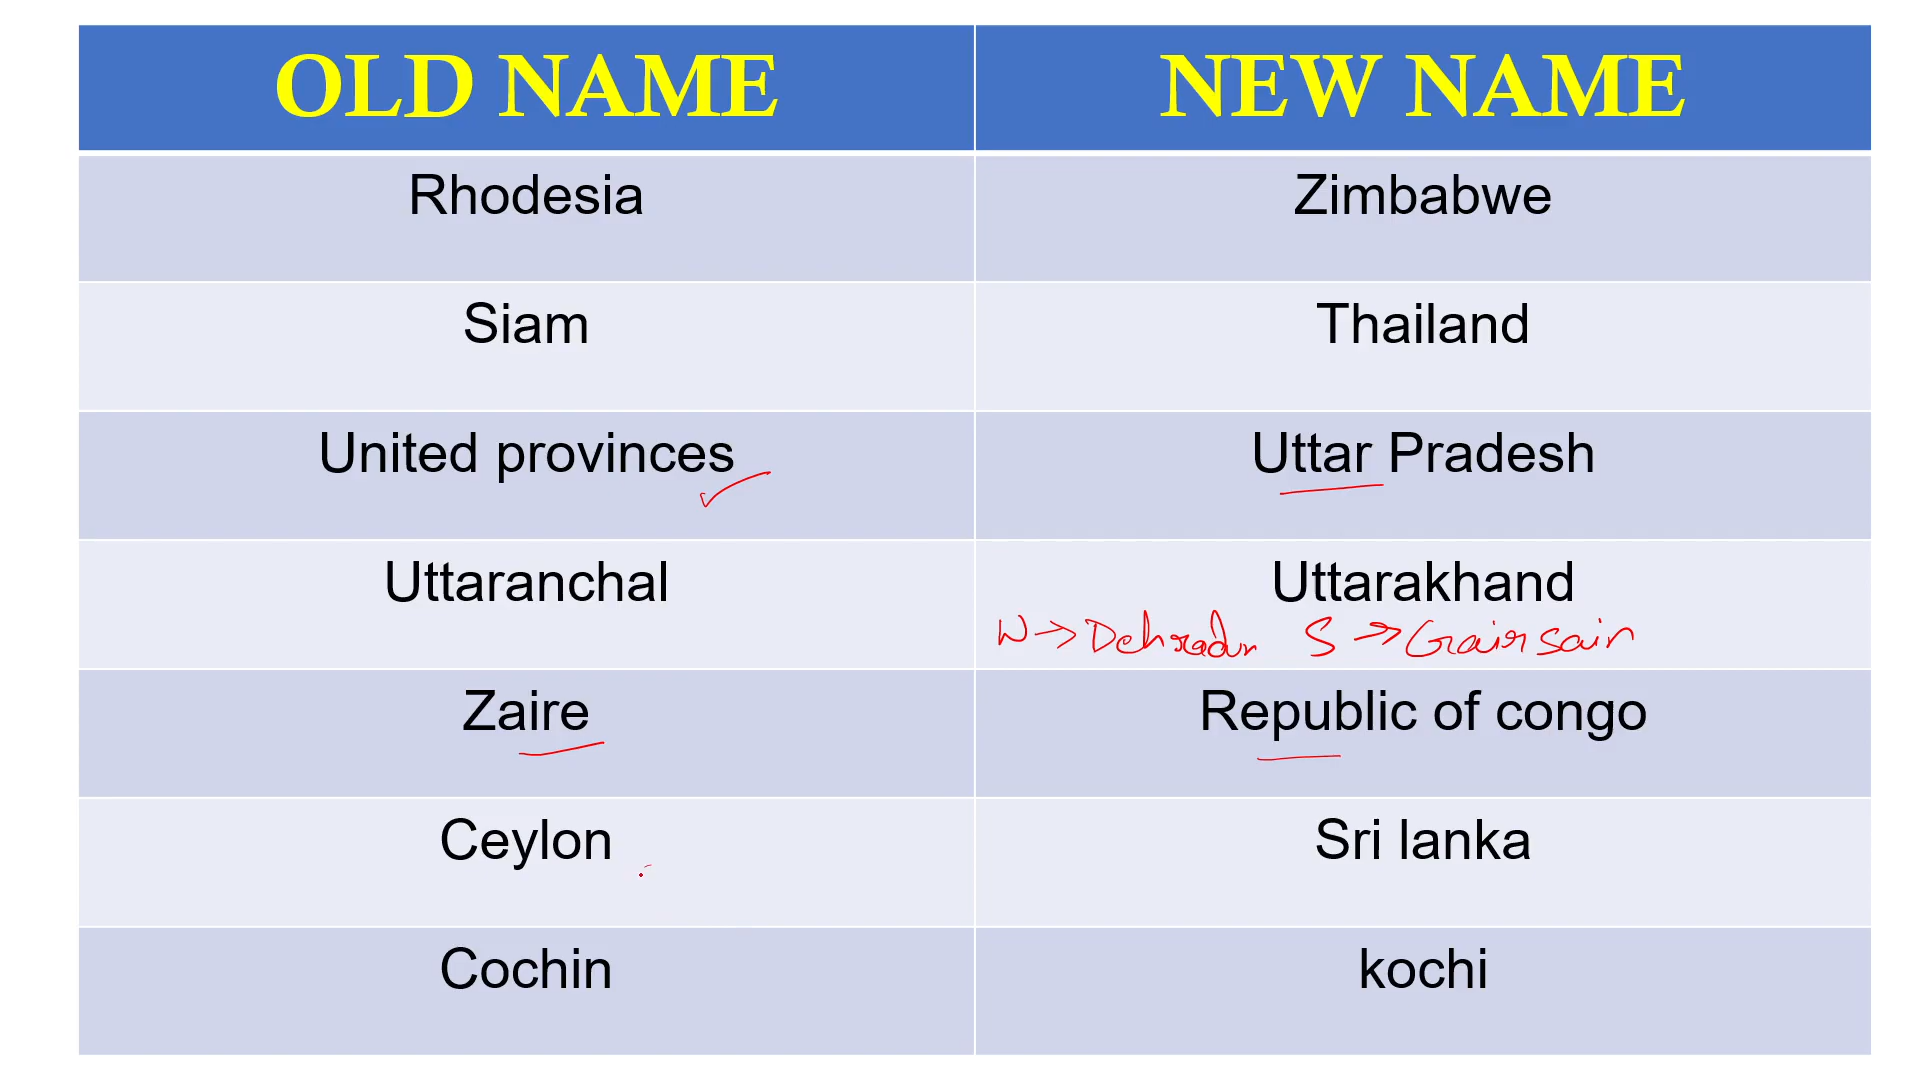 OLD NAME NEW NAME
Rhodesia Zimbabwe
Siam Thailand
United provinces Uttar Pradesh
Uttaranchal Uttarakhand
W → Dehradun S → Gairsain
Zaire Republic of congo
Ceylon Sri lanka
Cochin kochi